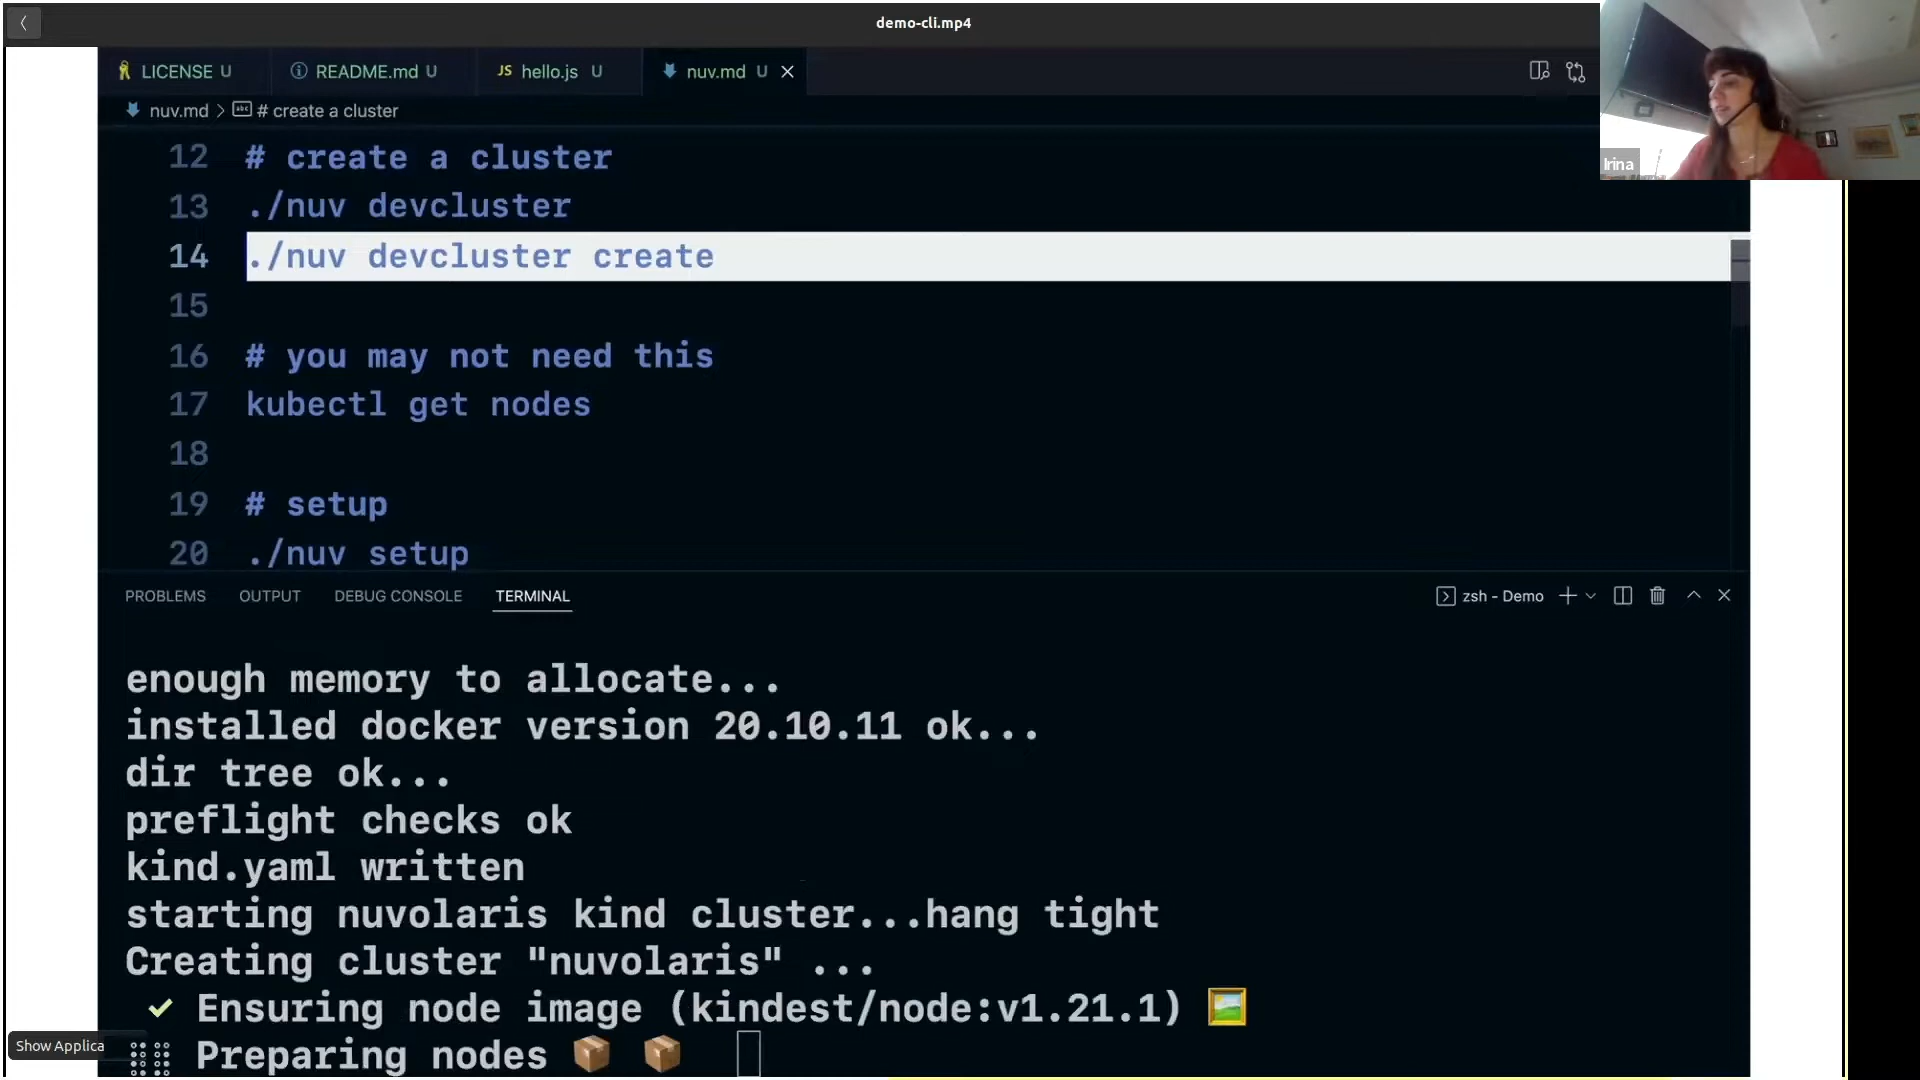 demo-cli.mp4
LICENSE U
README.md U
JS hello.js U
nuv.md U
nuv.md > # create a cluster
Irina
12 # create a cluster
13 ./nuv devcluster
14 ./nuv devcluster create
15
16 # you may not need this
17 kubectl get nodes
18
19 # setup
20 ./nuv setup
PROBLEMS OUTPUT DEBUG CONSOLE TERMINAL
zsh - Demo
enough memory to allocate...
installed docker version 20.10.11 ok...
dir tree ok...
preflight checks ok
kind.yaml written
starting nuvolaris kind cluster...hang tight
Creating cluster "nuvolaris" ...
✓ Ensuring node image (kindest/node:v1.21.1) 🖼
Preparing nodes 📦 📦
Show Applica